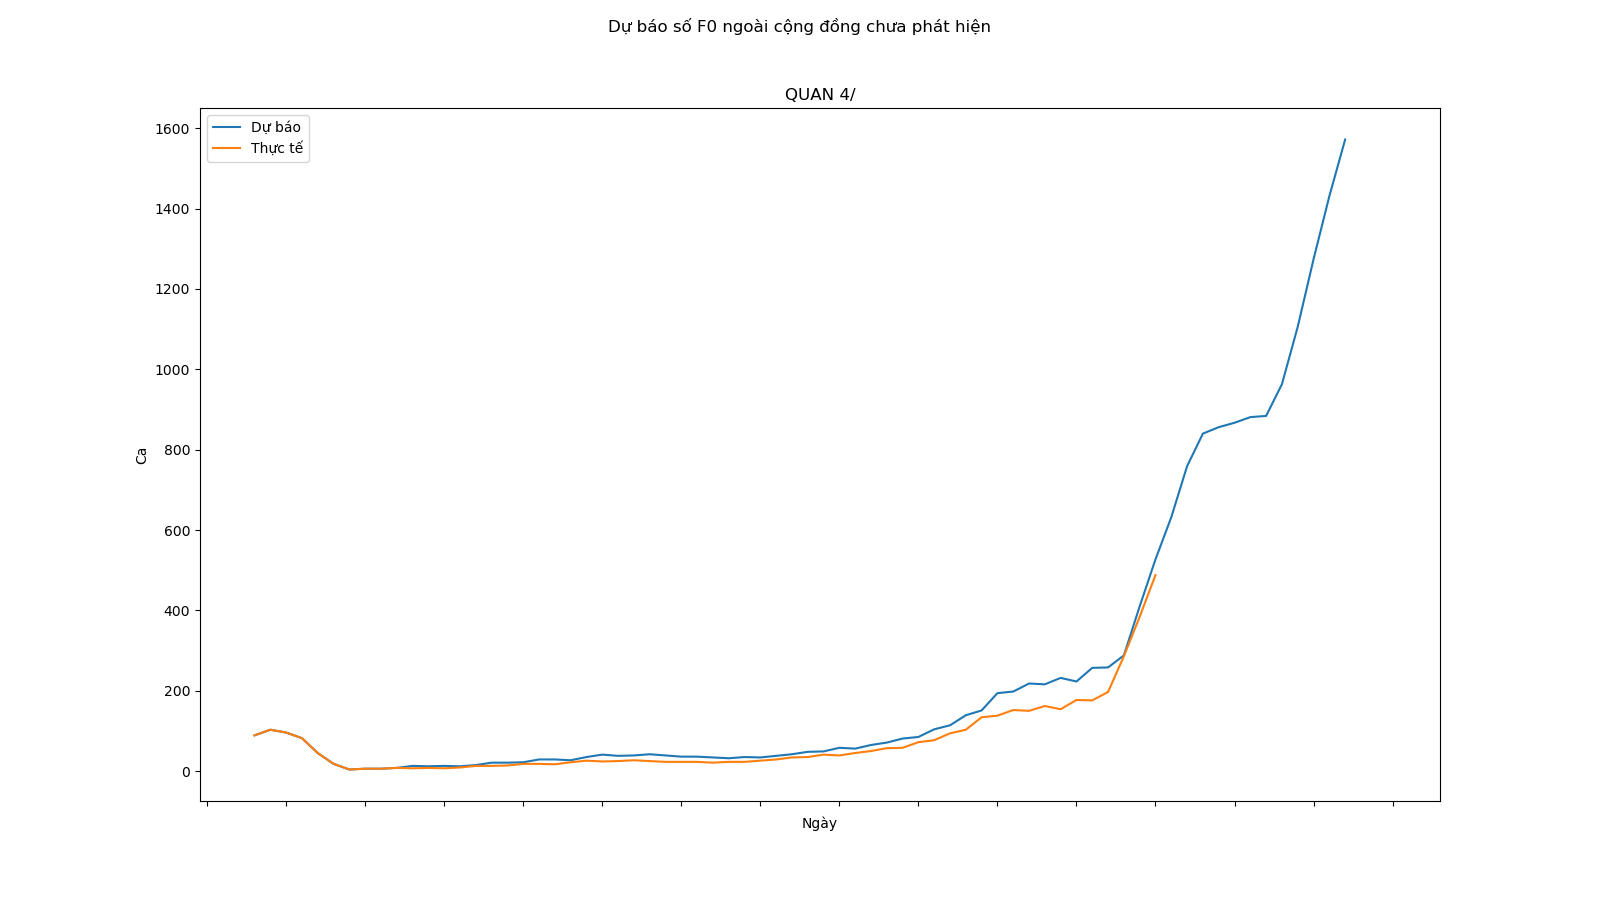 Dự báo số F0 ngoài cộng đồng chưa phát hiện
QUAN 4/
Dự báo
Thực tế
1600
1400
1200
1000
800
600
400
200
0
Ca
Ngày